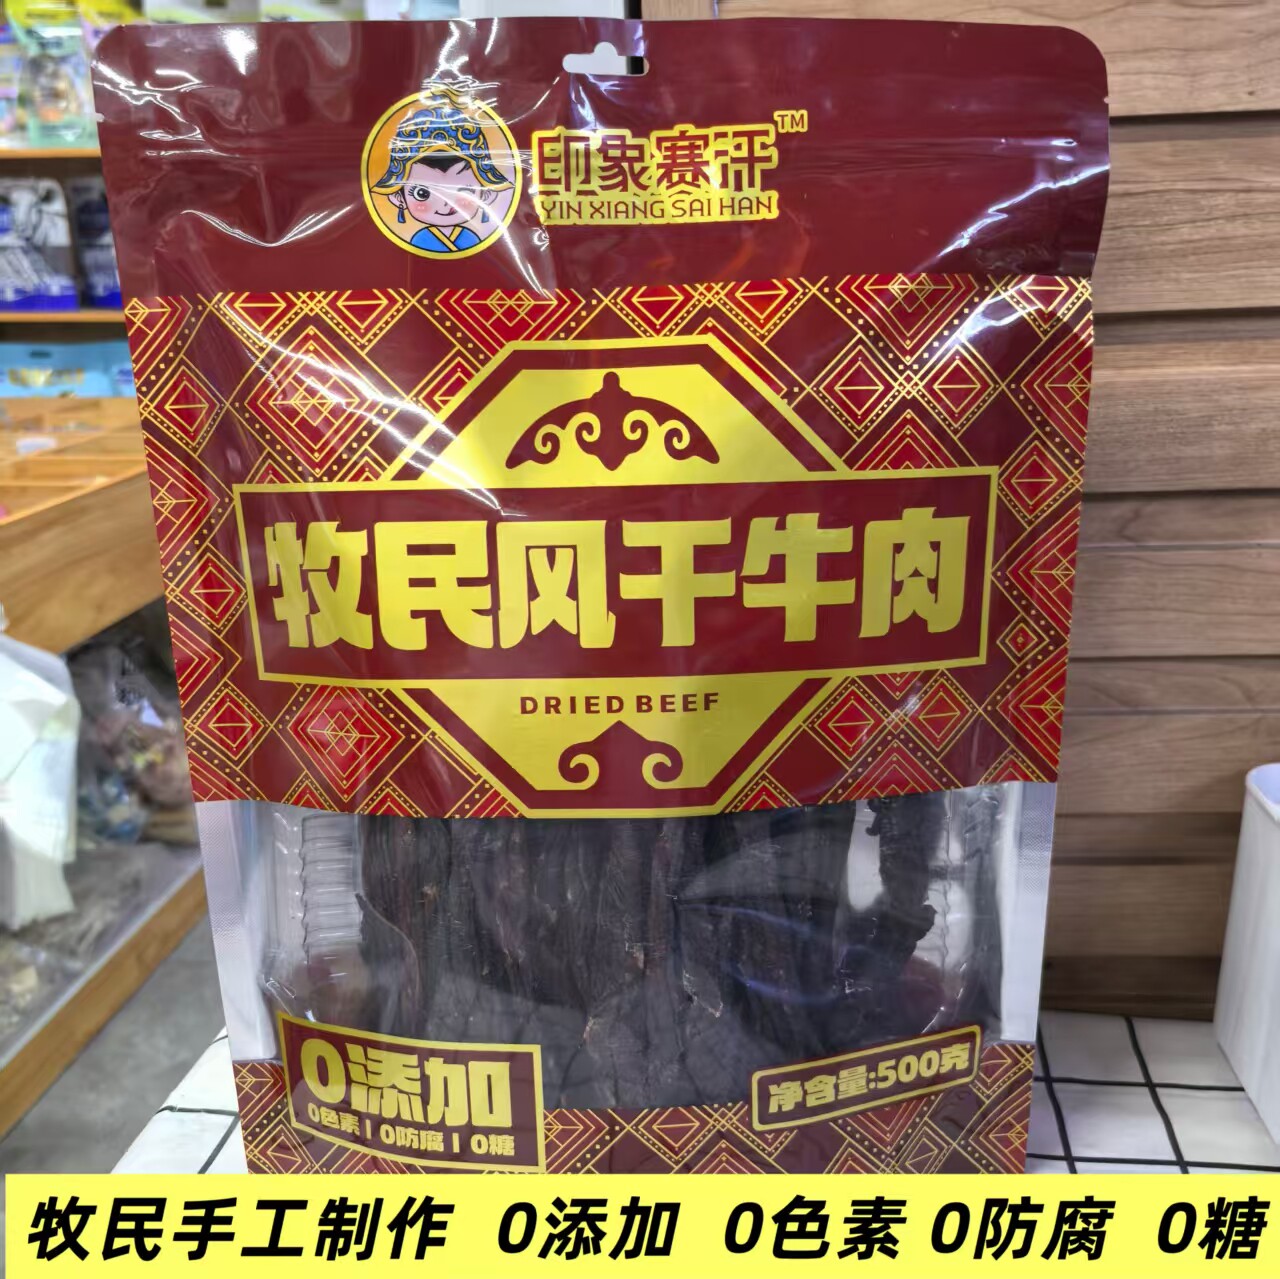 印象赛汗™
YIN XIANG SAI HAN
牧民风干牛肉
DRIED BEEF
0添加
0色素 | 0防腐 | 0糖
净含量:500克
牧民手工制作 0添加 0色素 0防腐 0糖